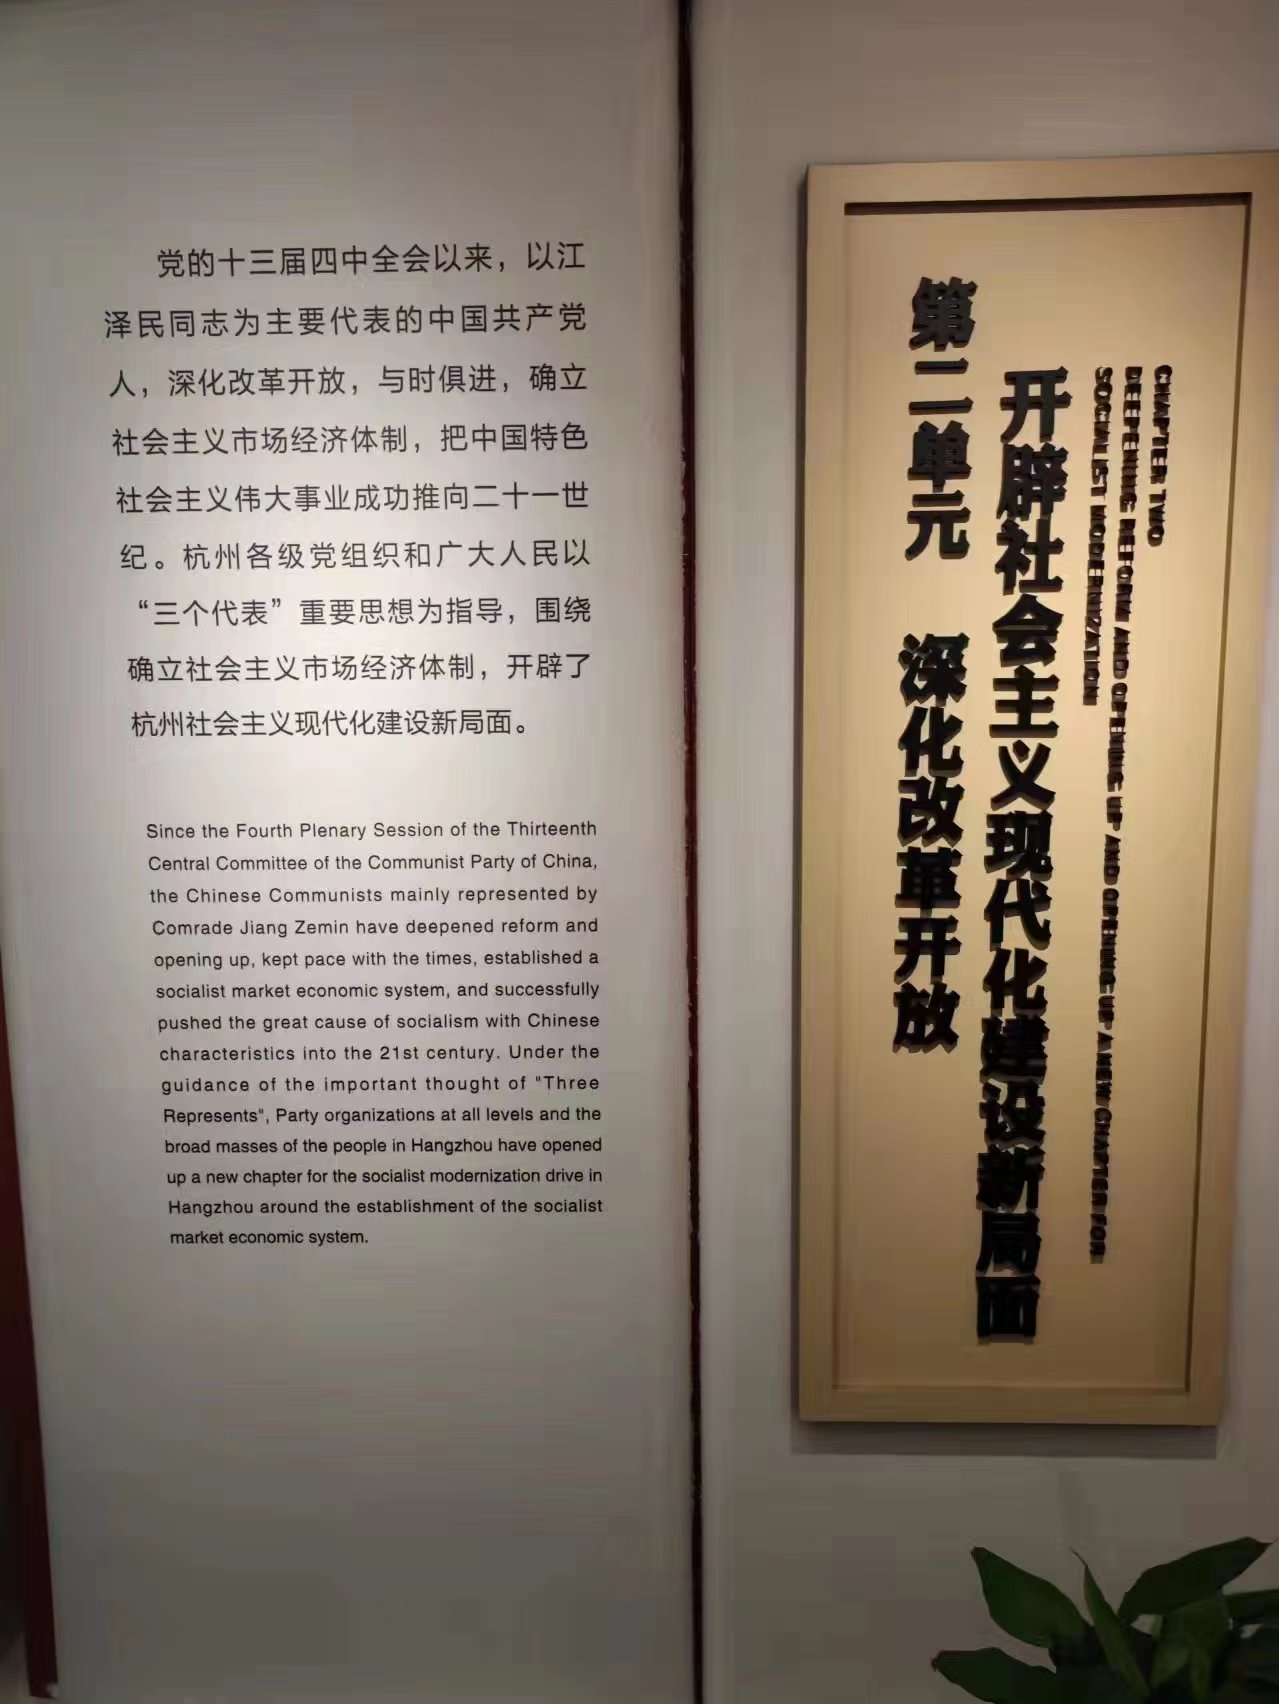 党的十三届四中全会以来，以江
泽民同志为主要代表的中国共产党
人，深化改革开放，与时俱进，确立
社会主义市场经济体制，把中国特色
社会主义伟大事业成功推向二十一世
纪。杭州各级党组织和广大人民以
“三个代表”重要思想为指导，围绕
确立社会主义市场经济体制，开辟了
杭州社会主义现代化建设新局面。
Since the Fourth Plenary Session of the Thirteenth
Central Committee of the Communist Party of China,
the Chinese Communists mainly represented by
Comrade Jiang Zemin have deepened reform and
opening up, kept pace with the times, established a
socialist market economic system, and successfully
pushed the great cause of socialism with Chinese
characteristics into the 21st century. Under the
guidance of the important thought of "Three
Represents", Party organizations at all levels and the
broad masses of the people in Hangzhou have opened
up a new chapter for the socialist modernization drive in
Hangzhou around the establishment of the socialist
market economic system.
第二单元 深化改革开放
开辟社会主义现代化建设新局面
CHAPTER TWO
DEEPENING REFORM AND OPENING UP AND OPENING UP A NEW CHAPTER FOR
SOCIALIST MODERNIZATION